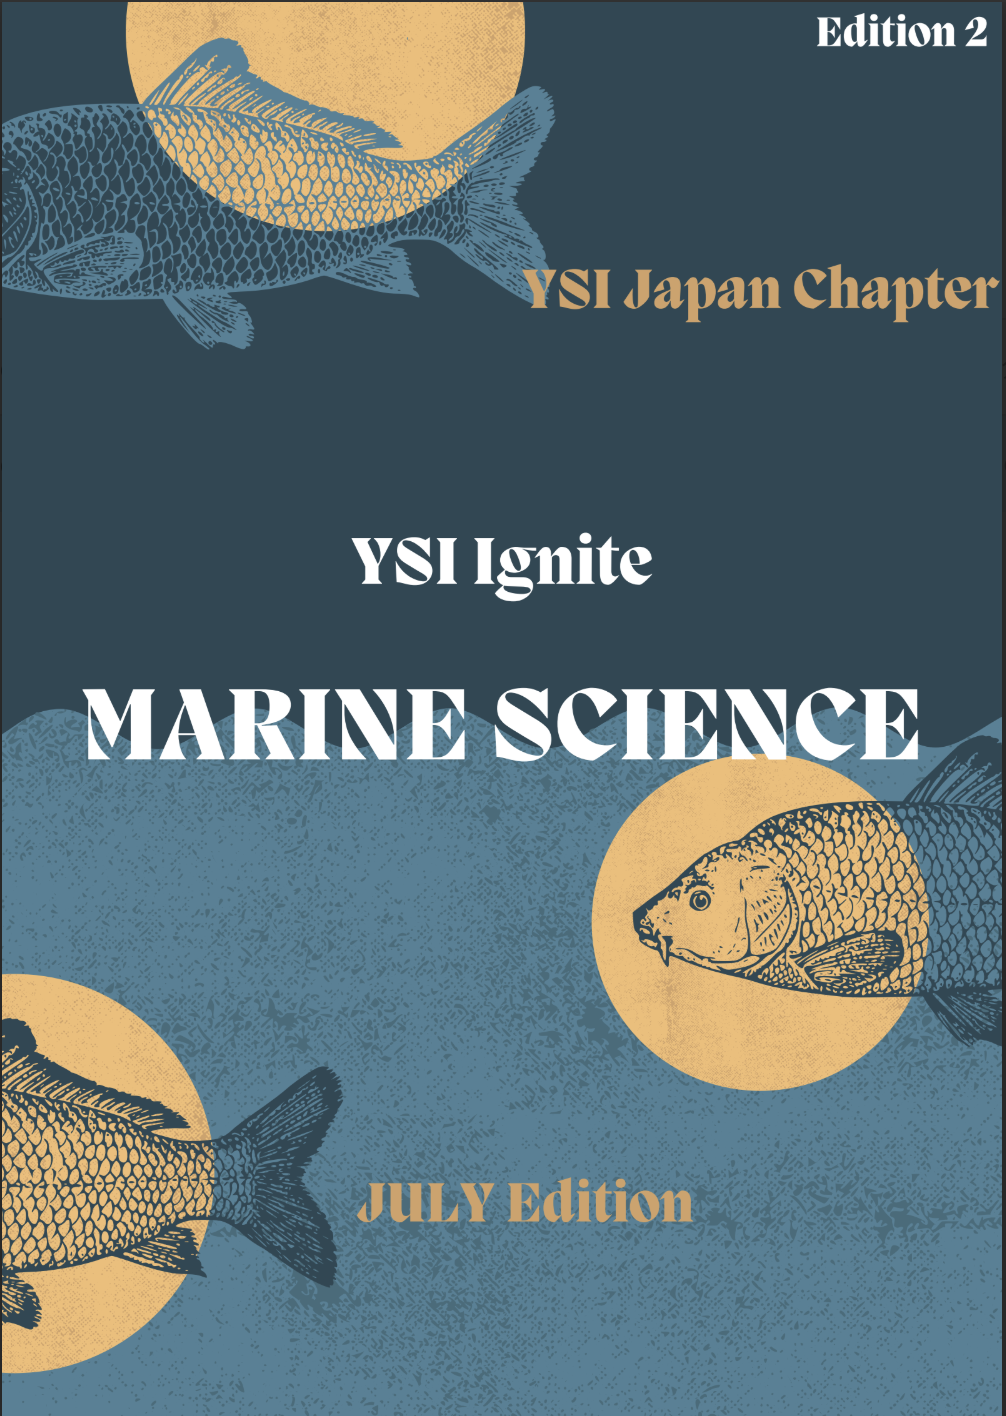 Edition 2
YSI Japan Chapter
YSI Ignite
MARINE SCIENCE
JULY Edition